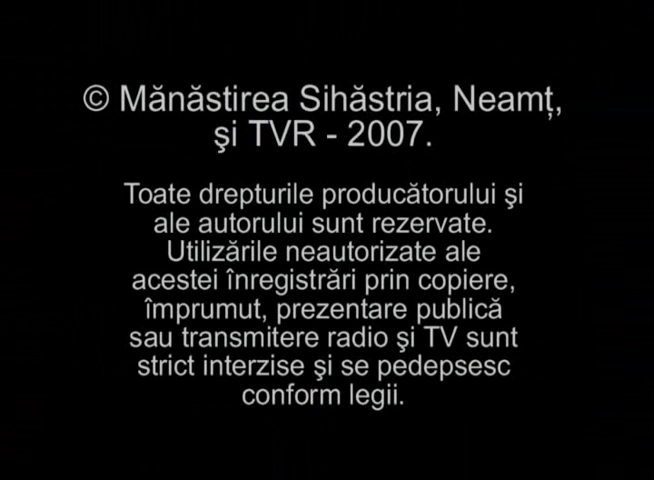 © Mănăstirea Sihăstria, Neamţ,
şi TVR - 2007.
Toate drepturile producătorului şi
ale autorului sunt rezervate.
Utilizările neautorizate ale
acestei înregistrări prin copiere,
împrumut, prezentare publică
sau transmitere radio şi TV sunt
strict interzise şi se pedepsesc
conform legii.